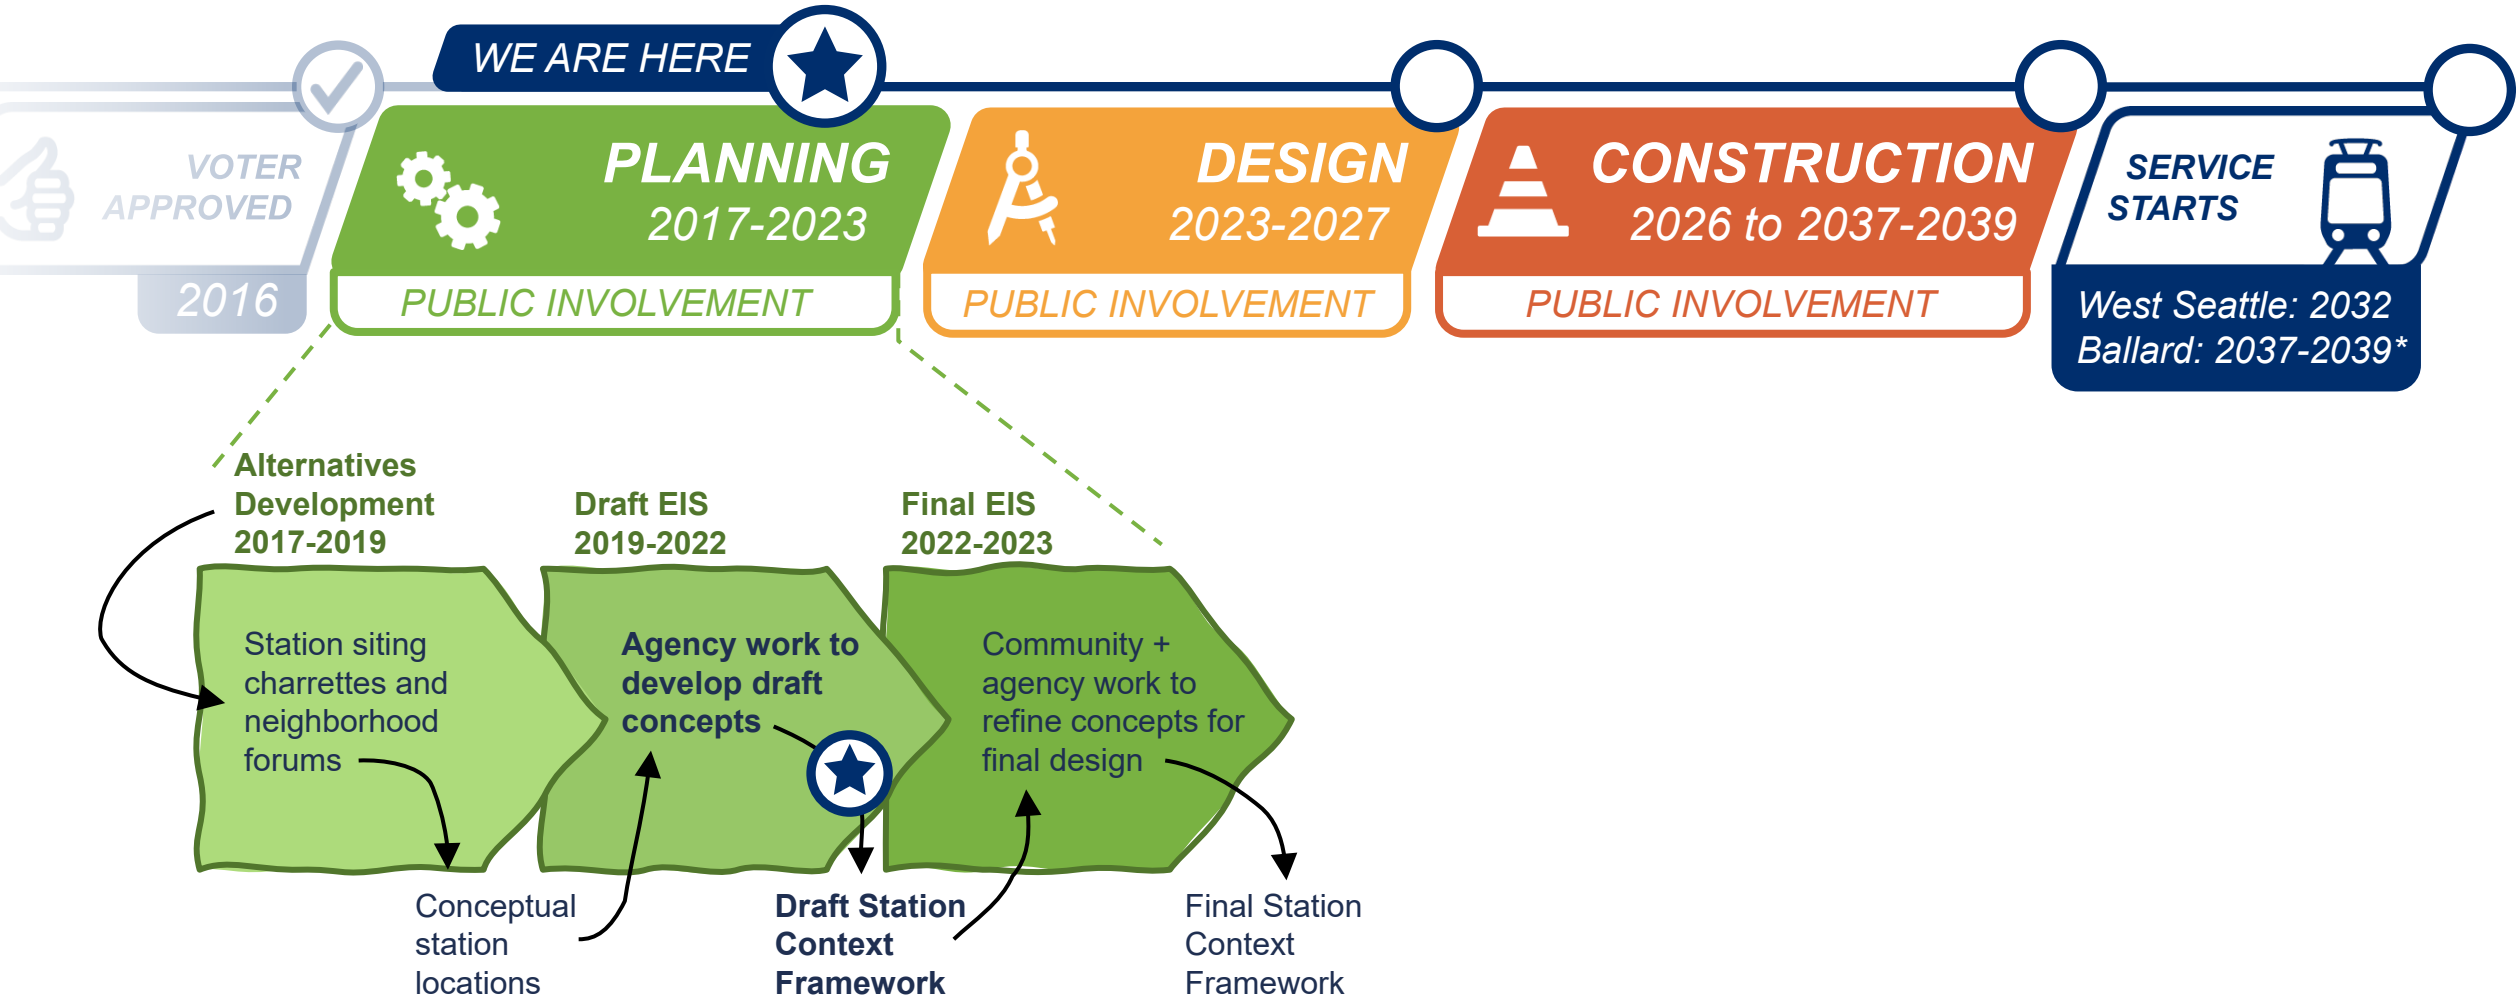 WE ARE HERE
VOTER
APPROVED
2016
PLANNING
2017-2023
PUBLIC INVOLVEMENT
DESIGN
2023-2027
PUBLIC INVOLVEMENT
CONSTRUCTION
2026 to 2037-2039
PUBLIC INVOLVEMENT
SERVICE
STARTS
West Seattle: 2032
Ballard: 2037-2039*
Alternatives
Development
2017-2019
Draft EIS
2019-2022
Final EIS
2022-2023
Station siting
charrettes and
neighborhood
forums
Agency work to
develop draft
concepts
Community +
agency work to
refine concepts for
final design
Conceptual
station
locations
Draft Station
Context
Framework
Final Station
Context
Framework